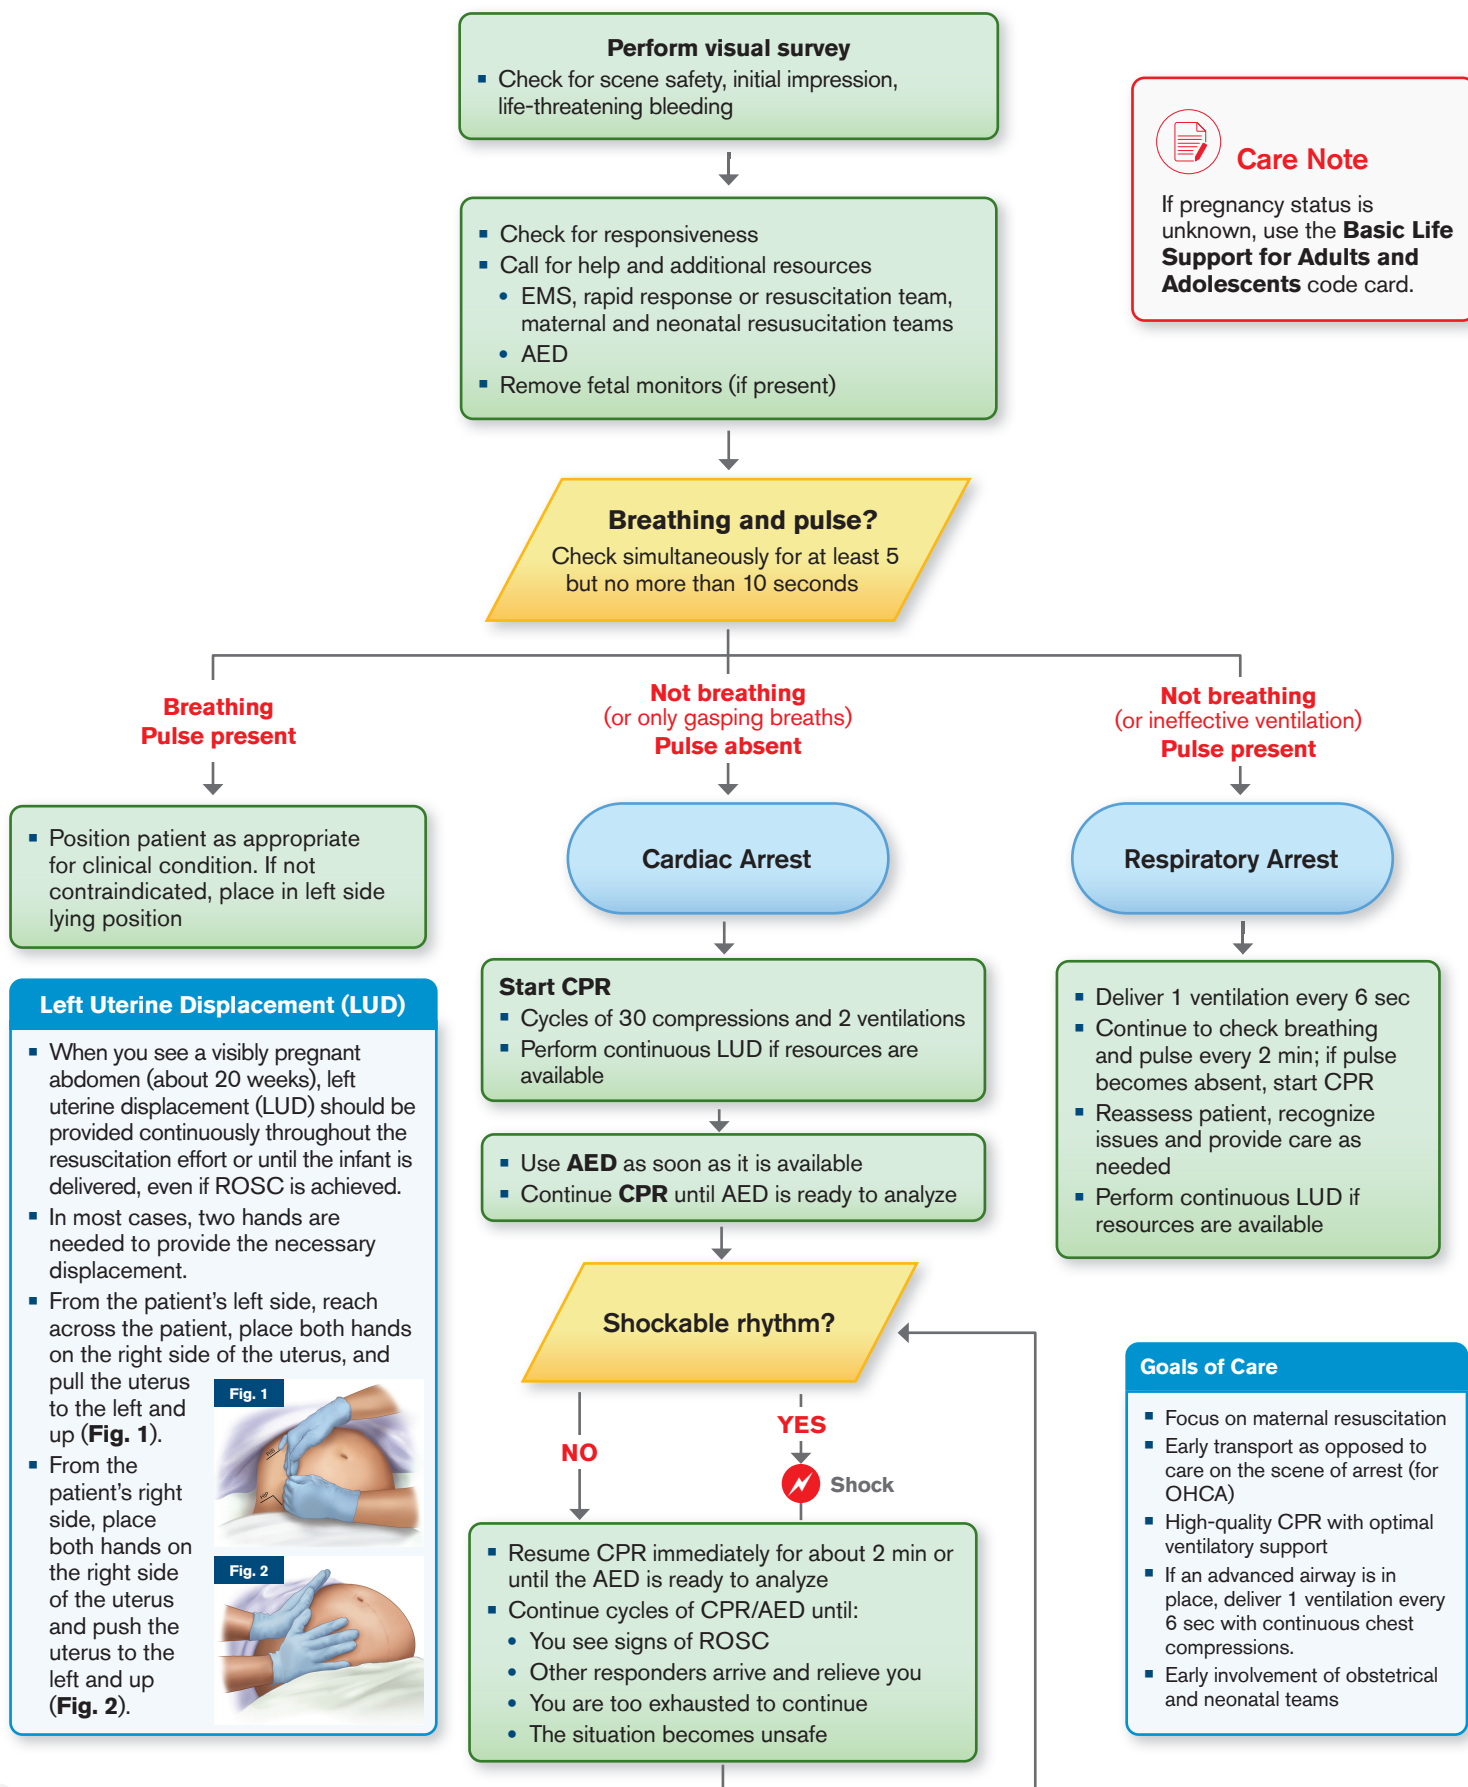 Perform visual survey
▪ Check for scene safety, initial impression,
life-threatening bleeding
Care Note
If pregnancy status is
unknown, use the Basic Life
Support for Adults and
Adolescents code card.
▪ Check for responsiveness
▪ Call for help and additional resources
• EMS, rapid response or resuscitation team,
maternal and neonatal resusucitation teams
• AED
▪ Remove fetal monitors (if present)
Breathing and pulse?
Check simultaneously for at least 5
but no more than 10 seconds
Breathing
Pulse present
Not breathing
(or only gasping breaths)
Pulse absent
Not breathing
(or ineffective ventilation)
Pulse present
▪ Position patient as appropriate
for clinical condition. If not
contraindicated, place in left side
lying position
Cardiac Arrest
Respiratory Arrest
Left Uterine Displacement (LUD)
▪ When you see a visibly pregnant
abdomen (about 20 weeks), left
uterine displacement (LUD) should be
provided continuously throughout the
resuscitation effort or until the infant is
delivered, even if ROSC is achieved.
▪ In most cases, two hands are
needed to provide the necessary
displacement.
▪ From the patient's left side, reach
across the patient, place both hands
on the right side of the uterus, and
pull the uterus
to the left and
up (Fig. 1).
▪ From the
patient's right
side, place
both hands on
the right side
of the uterus
and push the
uterus to the
left and up
(Fig. 2).
Fig. 1
RIB
HIP
Fig. 2
Start CPR
▪ Cycles of 30 compressions and 2 ventilations
▪ Perform continuous LUD if resources are
available
▪ Use AED as soon as it is available
▪ Continue CPR until AED is ready to analyze
Shockable rhythm?
NO
YES
Shock
▪ Resume CPR immediately for about 2 min or
until the AED is ready to analyze
▪ Continue cycles of CPR/AED until:
• You see signs of ROSC
• Other responders arrive and relieve you
• You are too exhausted to continue
• The situation becomes unsafe
▪ Deliver 1 ventilation every 6 sec
▪ Continue to check breathing
and pulse every 2 min; if pulse
becomes absent, start CPR
▪ Reassess patient, recognize
issues and provide care as
needed
▪ Perform continuous LUD if
resources are available
Goals of Care
▪ Focus on maternal resuscitation
▪ Early transport as opposed to
care on the scene of arrest (for
OHCA)
▪ High-quality CPR with optimal
ventilatory support
▪ If an advanced airway is in
place, deliver 1 ventilation every
6 sec with continuous chest
compressions.
▪ Early involvement of obstetrical
and neonatal teams